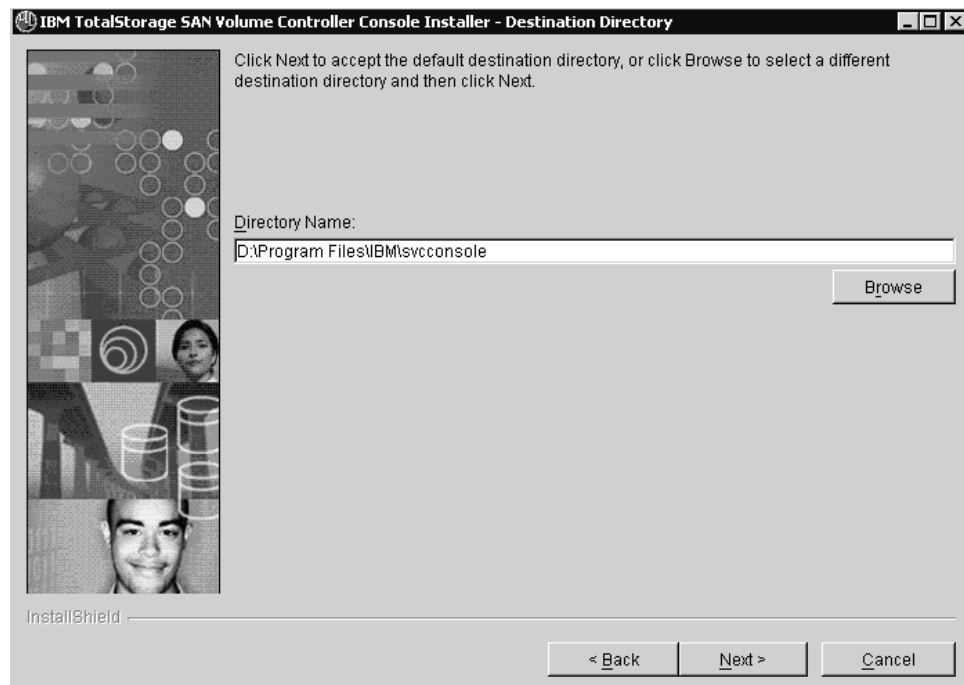 IBM TotalStorage SAN Volume Controller Console Installer - Destination Directory
Click Next to accept the default destination directory, or click Browse to select a different
destination directory and then click Next.
Directory Name:
D:\Program Files\IBM\svcconsole
Browse
InstallShield
< Back
Next >
Cancel